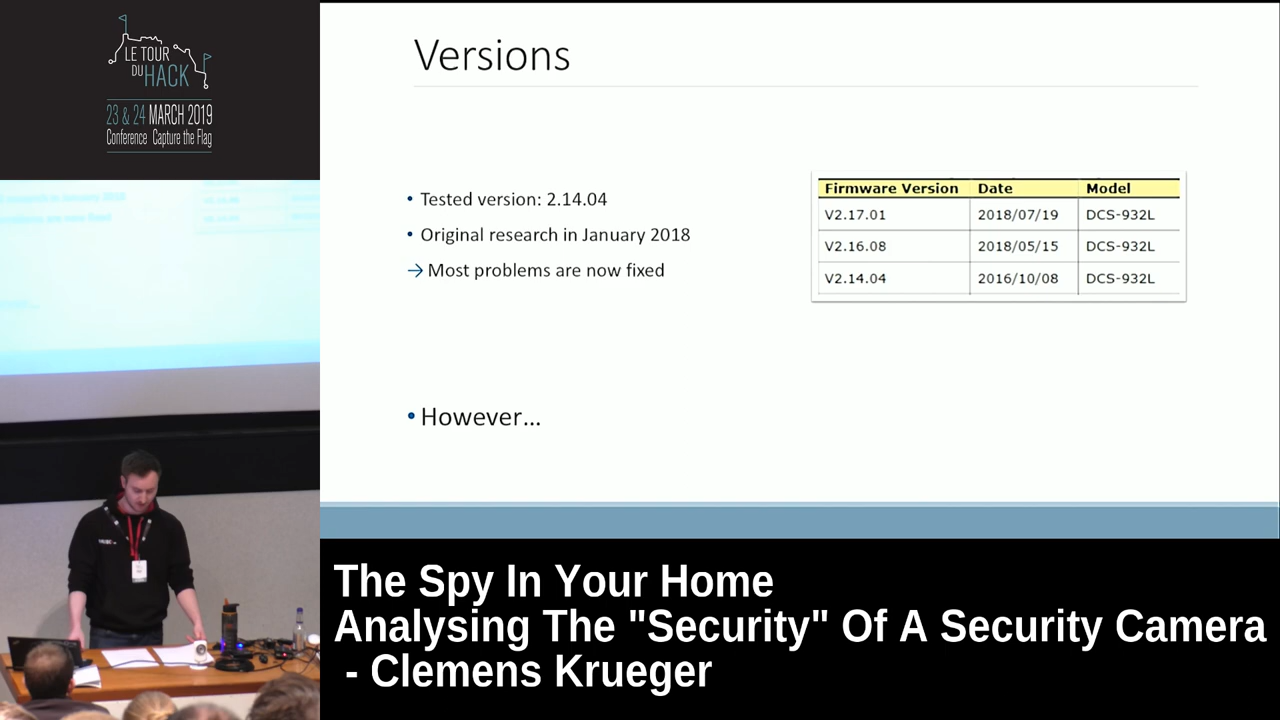 LE TOUR
DU HACK
23 & 24 MARCH 2019
Conference Capture the Flag
Versions
• Tested version: 2.14.04
• Original research in January 2018
→ Most problems are now fixed
• However...
Firmware Version Date Model
V2.17.01 2018/07/19 DCS-932L
V2.16.08 2018/05/15 DCS-932L
V2.14.04 2016/10/08 DCS-932L
The Spy In Your Home
Analysing The "Security" Of A Security Camera
- Clemens Krueger